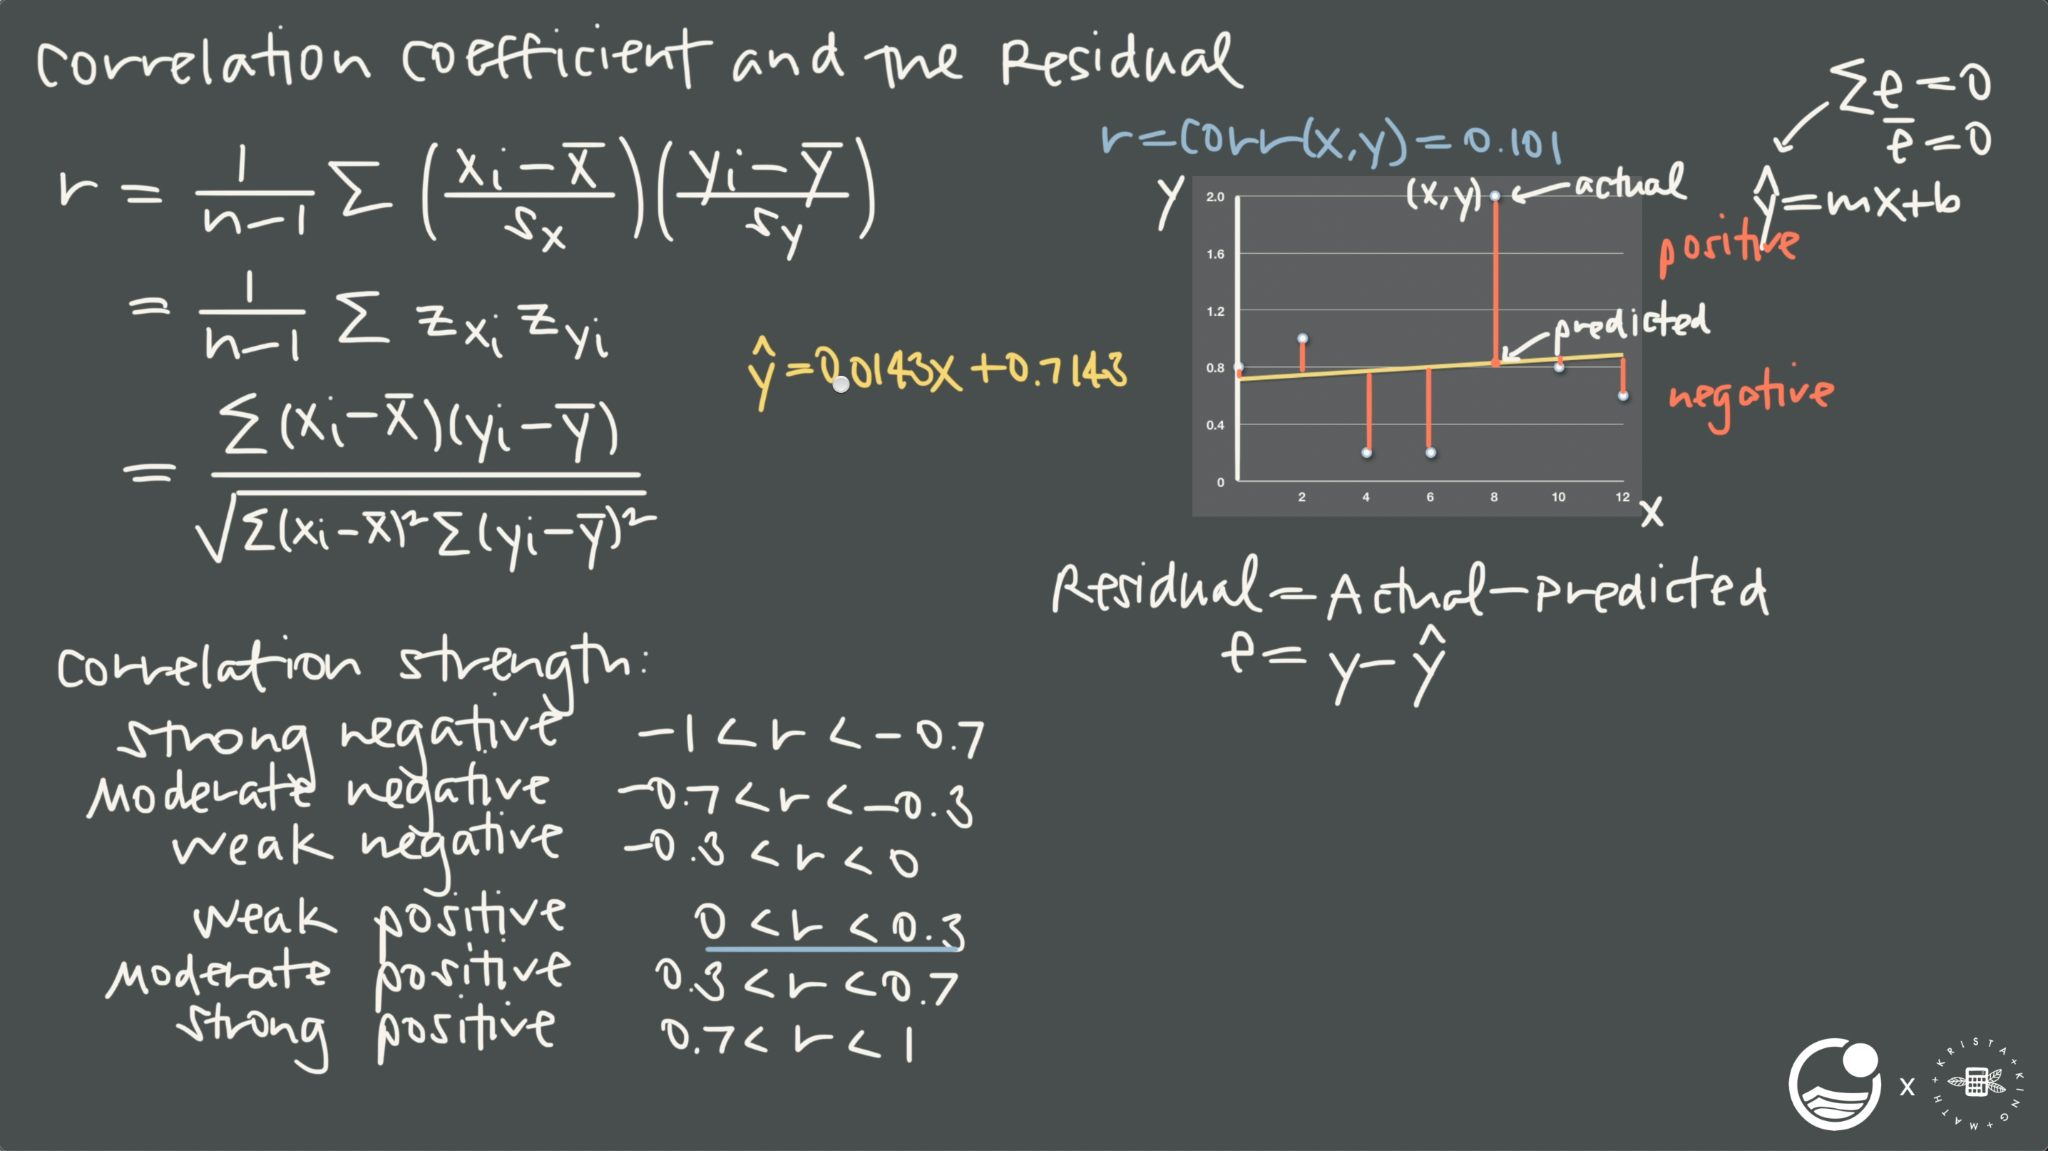 Correlation Coefficient and the Residual
r = 1/(n-1) Σ ((xᵢ - x̄)/sₓ)((yᵢ - ȳ)/s_y)
= 1/(n-1) Σ z_xᵢ z_yᵢ
= Σ(xᵢ - x̄)(yᵢ - ȳ) / √Σ(xᵢ - x̄)² Σ(yᵢ - ȳ)²
ŷ = 0.0143x + 0.7143
Correlation strength:
strong negative -1 < r < -0.7
Moderate negative -0.7 < r < -0.3
weak negative -0.3 < r < 0
weak positive 0 < r < 0.3
Moderate positive 0.3 < r < 0.7
strong positive 0.7 < r < 1
r = corr(x,y) = 0.101
Σe = 0
ē = 0
ŷ = mx + b
y
2.0
1.6
1.2
0.8
0.4
0
2 4 6 8 10 12
x
(x,y)
actual
positive
predicted
negative
Residual = Actual - predicted
e = y - ŷ
X
KRISTA + KING + MATH +